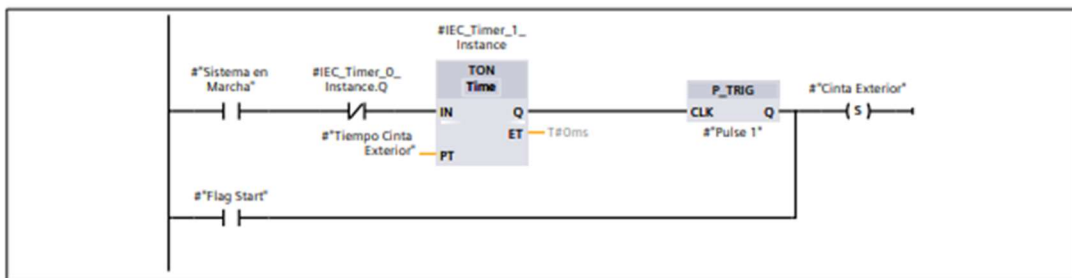 #IEC_Timer_1_
Instance
#"Sistema en
Marcha"
#IEC_Timer_0_
Instance.Q
TON
Time
P_TRIG
#"Cinta Exterior"
IN
Q
CLK
Q
S
ET
T#0ms
#"Pulse 1"
#"Tiempo Cinta
Exterior"
PT
#"Flag Start"